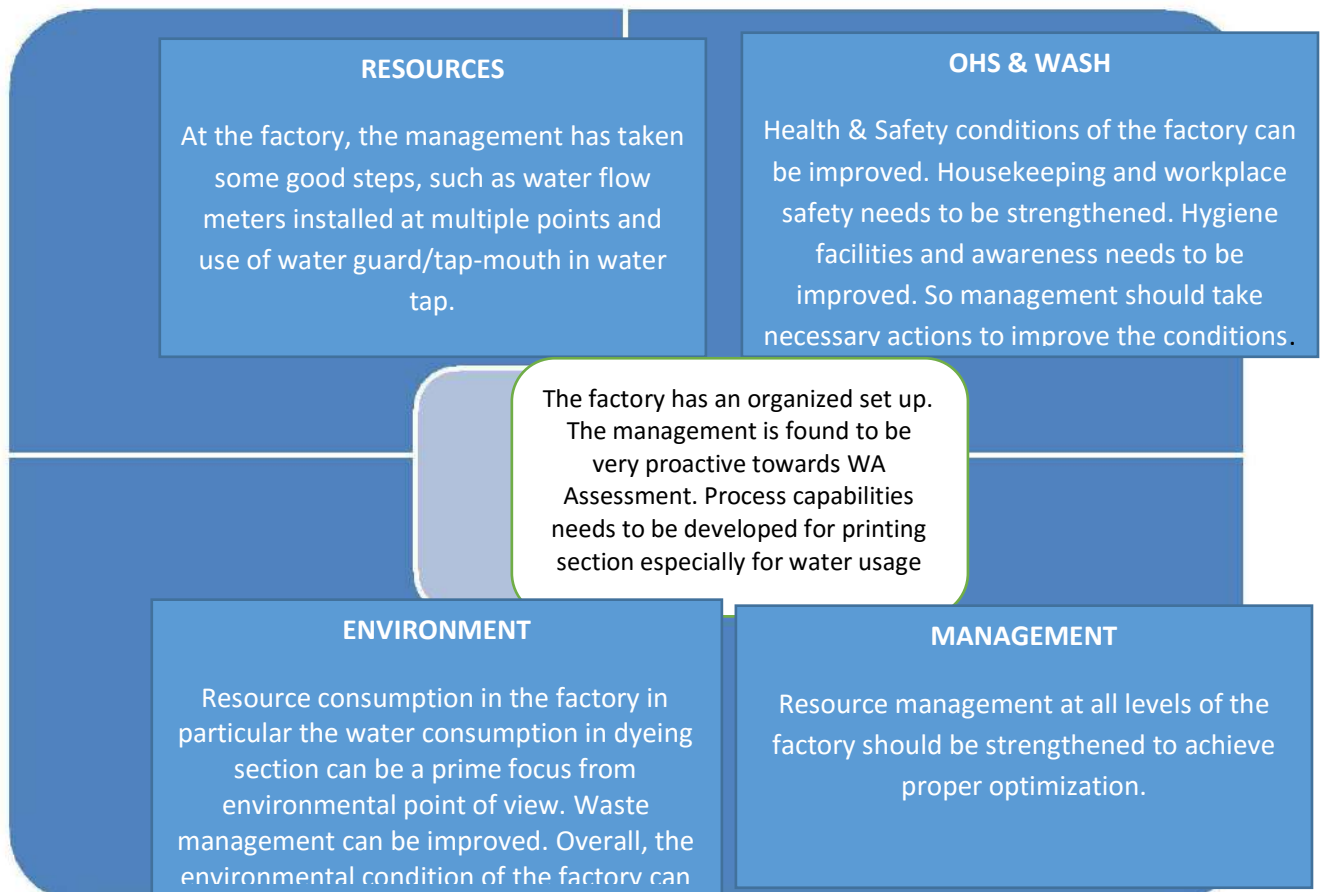 RESOURCES
At the factory, the management has taken
some good steps, such as water flow
meters installed at multiple points and
use of water guard/tap-mouth in water
tap.
OHS & WASH
Health & Safety conditions of the factory can
be improved. Housekeeping and workplace
safety needs to be strengthened. Hygiene
facilities and awareness needs to be
improved. So management should take
necessary actions to improve the conditions.
The factory has an organized set up.
The management is found to be
very proactive towards WA
Assessment. Process capabilities
needs to be developed for printing
section especially for water usage
ENVIRONMENT
Resource consumption in the factory in
particular the water consumption in dyeing
section can be a prime focus from
environmental point of view. Waste
management can be improved. Overall, the
environmental condition of the factory can
MANAGEMENT
Resource management at all levels of the
factory should be strengthened to achieve
proper optimization.